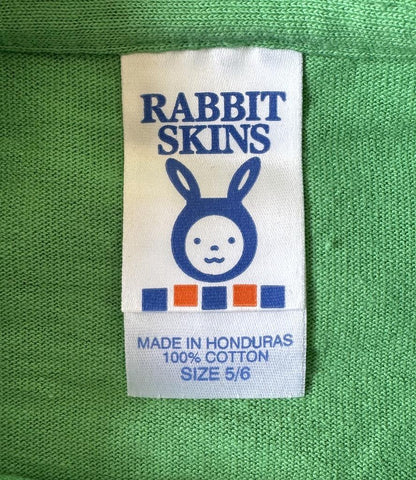 RABBIT
SKINS
MADE IN HONDURAS
100% COTTON
SIZE 5/6